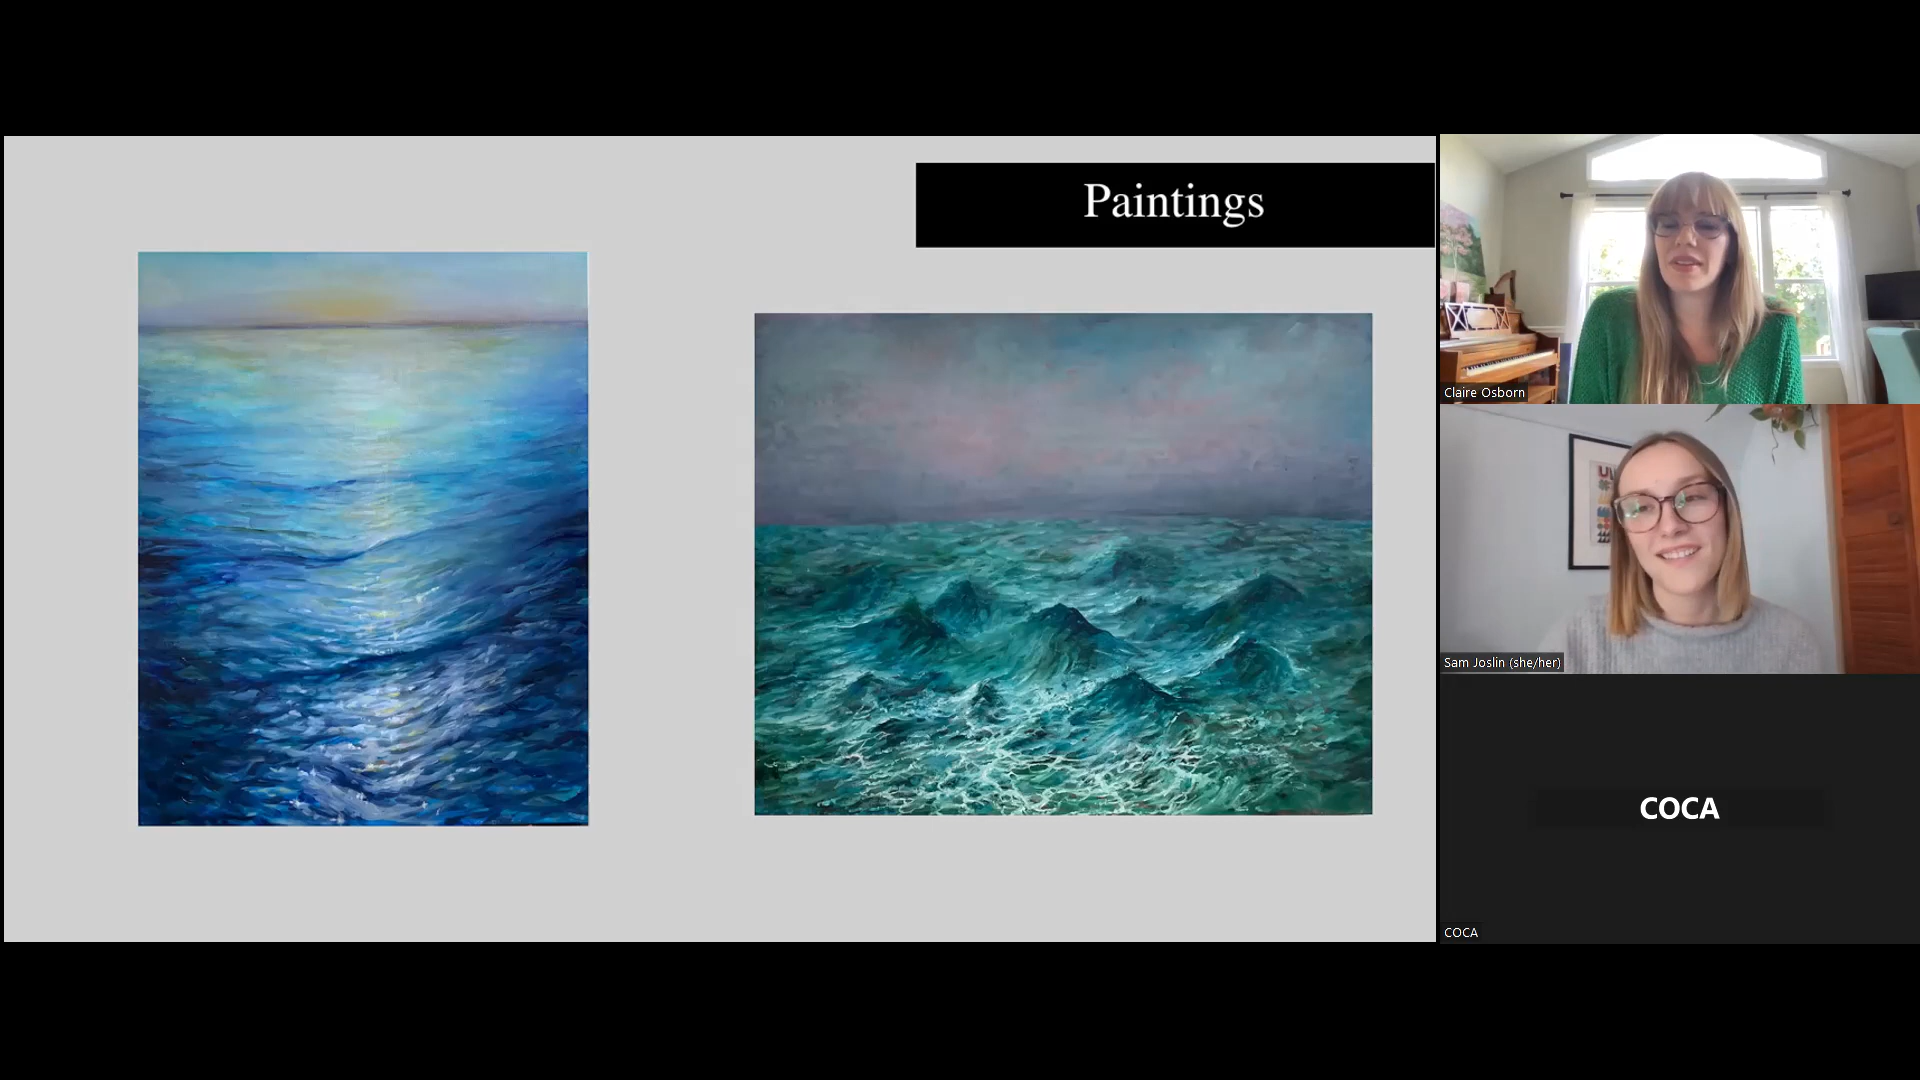 Paintings
Claire Osborn
Sam Joslin (she/her)
COCA
COCA